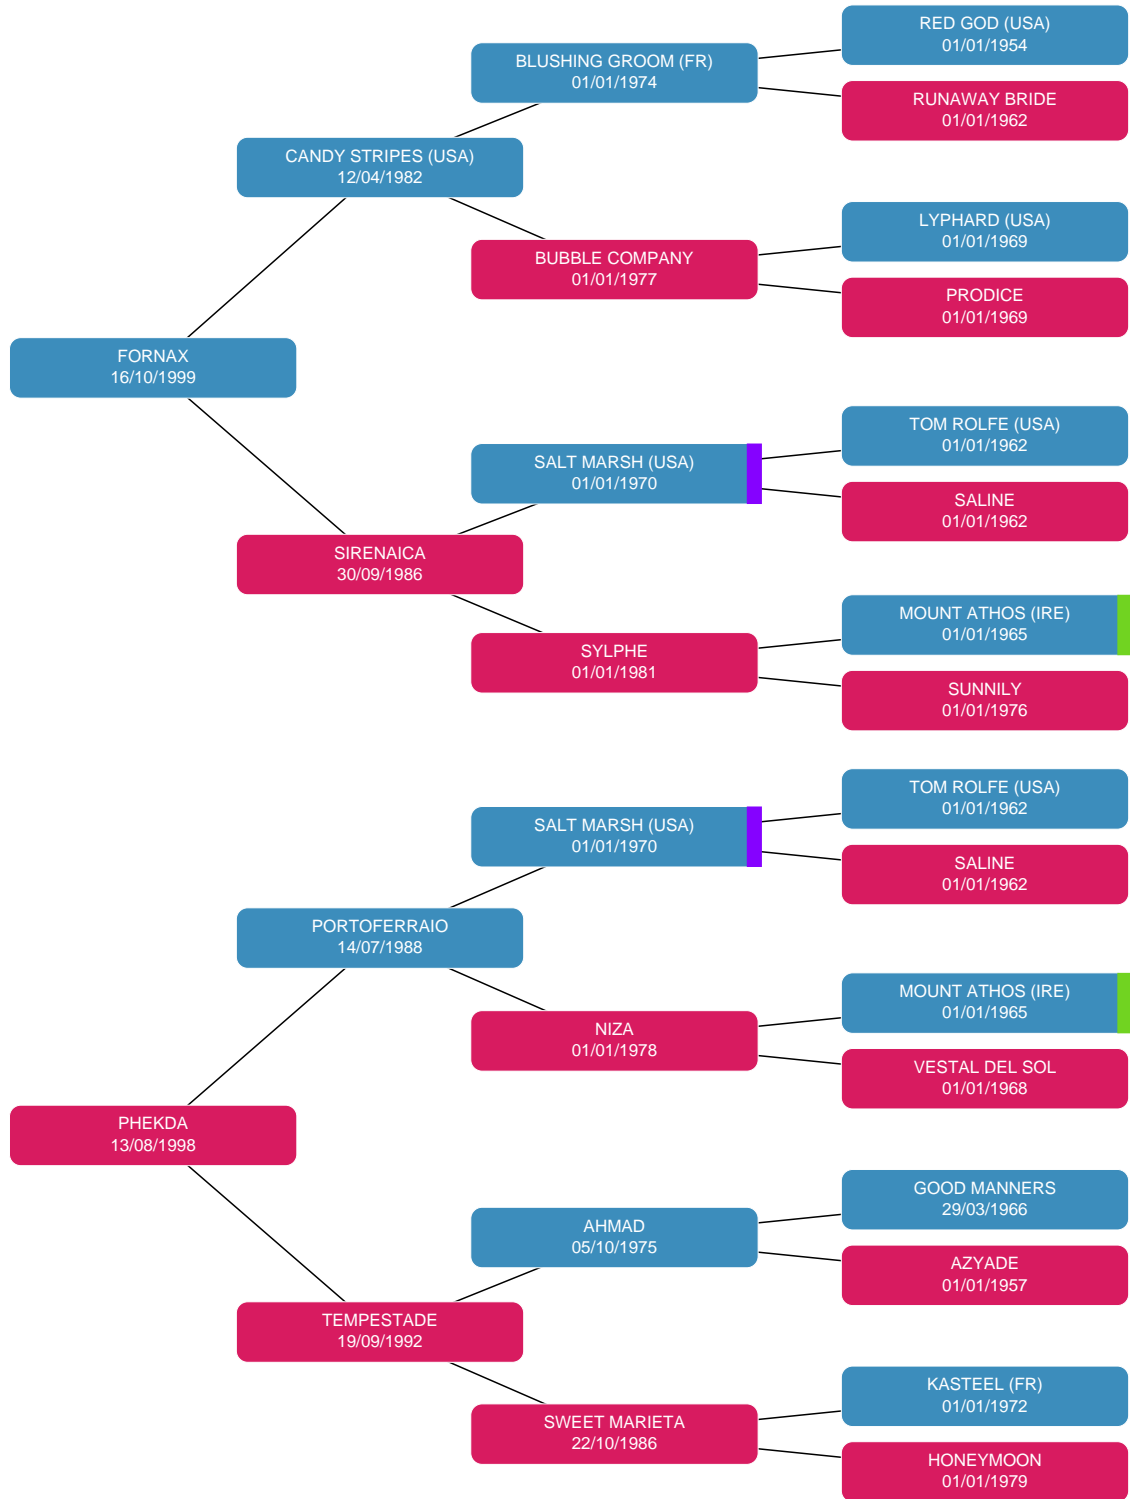 RED GOD (USA)
01/01/1954
BLUSHING GROOM (FR)
01/01/1974
RUNAWAY BRIDE
01/01/1962
CANDY STRIPES (USA)
12/04/1982
LYPHARD (USA)
01/01/1969
BUBBLE COMPANY
01/01/1977
PRODICE
01/01/1969
FORNAX
16/10/1999
TOM ROLFE (USA)
01/01/1962
SALT MARSH (USA)
01/01/1970
SALINE
01/01/1962
SIRENAICA
30/09/1986
MOUNT ATHOS (IRE)
01/01/1965
SYLPHE
01/01/1981
SUNNILY
01/01/1976
TOM ROLFE (USA)
01/01/1962
SALT MARSH (USA)
01/01/1970
SALINE
01/01/1962
PORTOFERRAIO
14/07/1988
MOUNT ATHOS (IRE)
01/01/1965
NIZA
01/01/1978
VESTAL DEL SOL
01/01/1968
PHEKDA
13/08/1998
GOOD MANNERS
29/03/1966
AHMAD
05/10/1975
AZYADE
01/01/1957
TEMPESTADE
19/09/1992
KASTEEL (FR)
01/01/1972
SWEET MARIETA
22/10/1986
HONEYMOON
01/01/1979